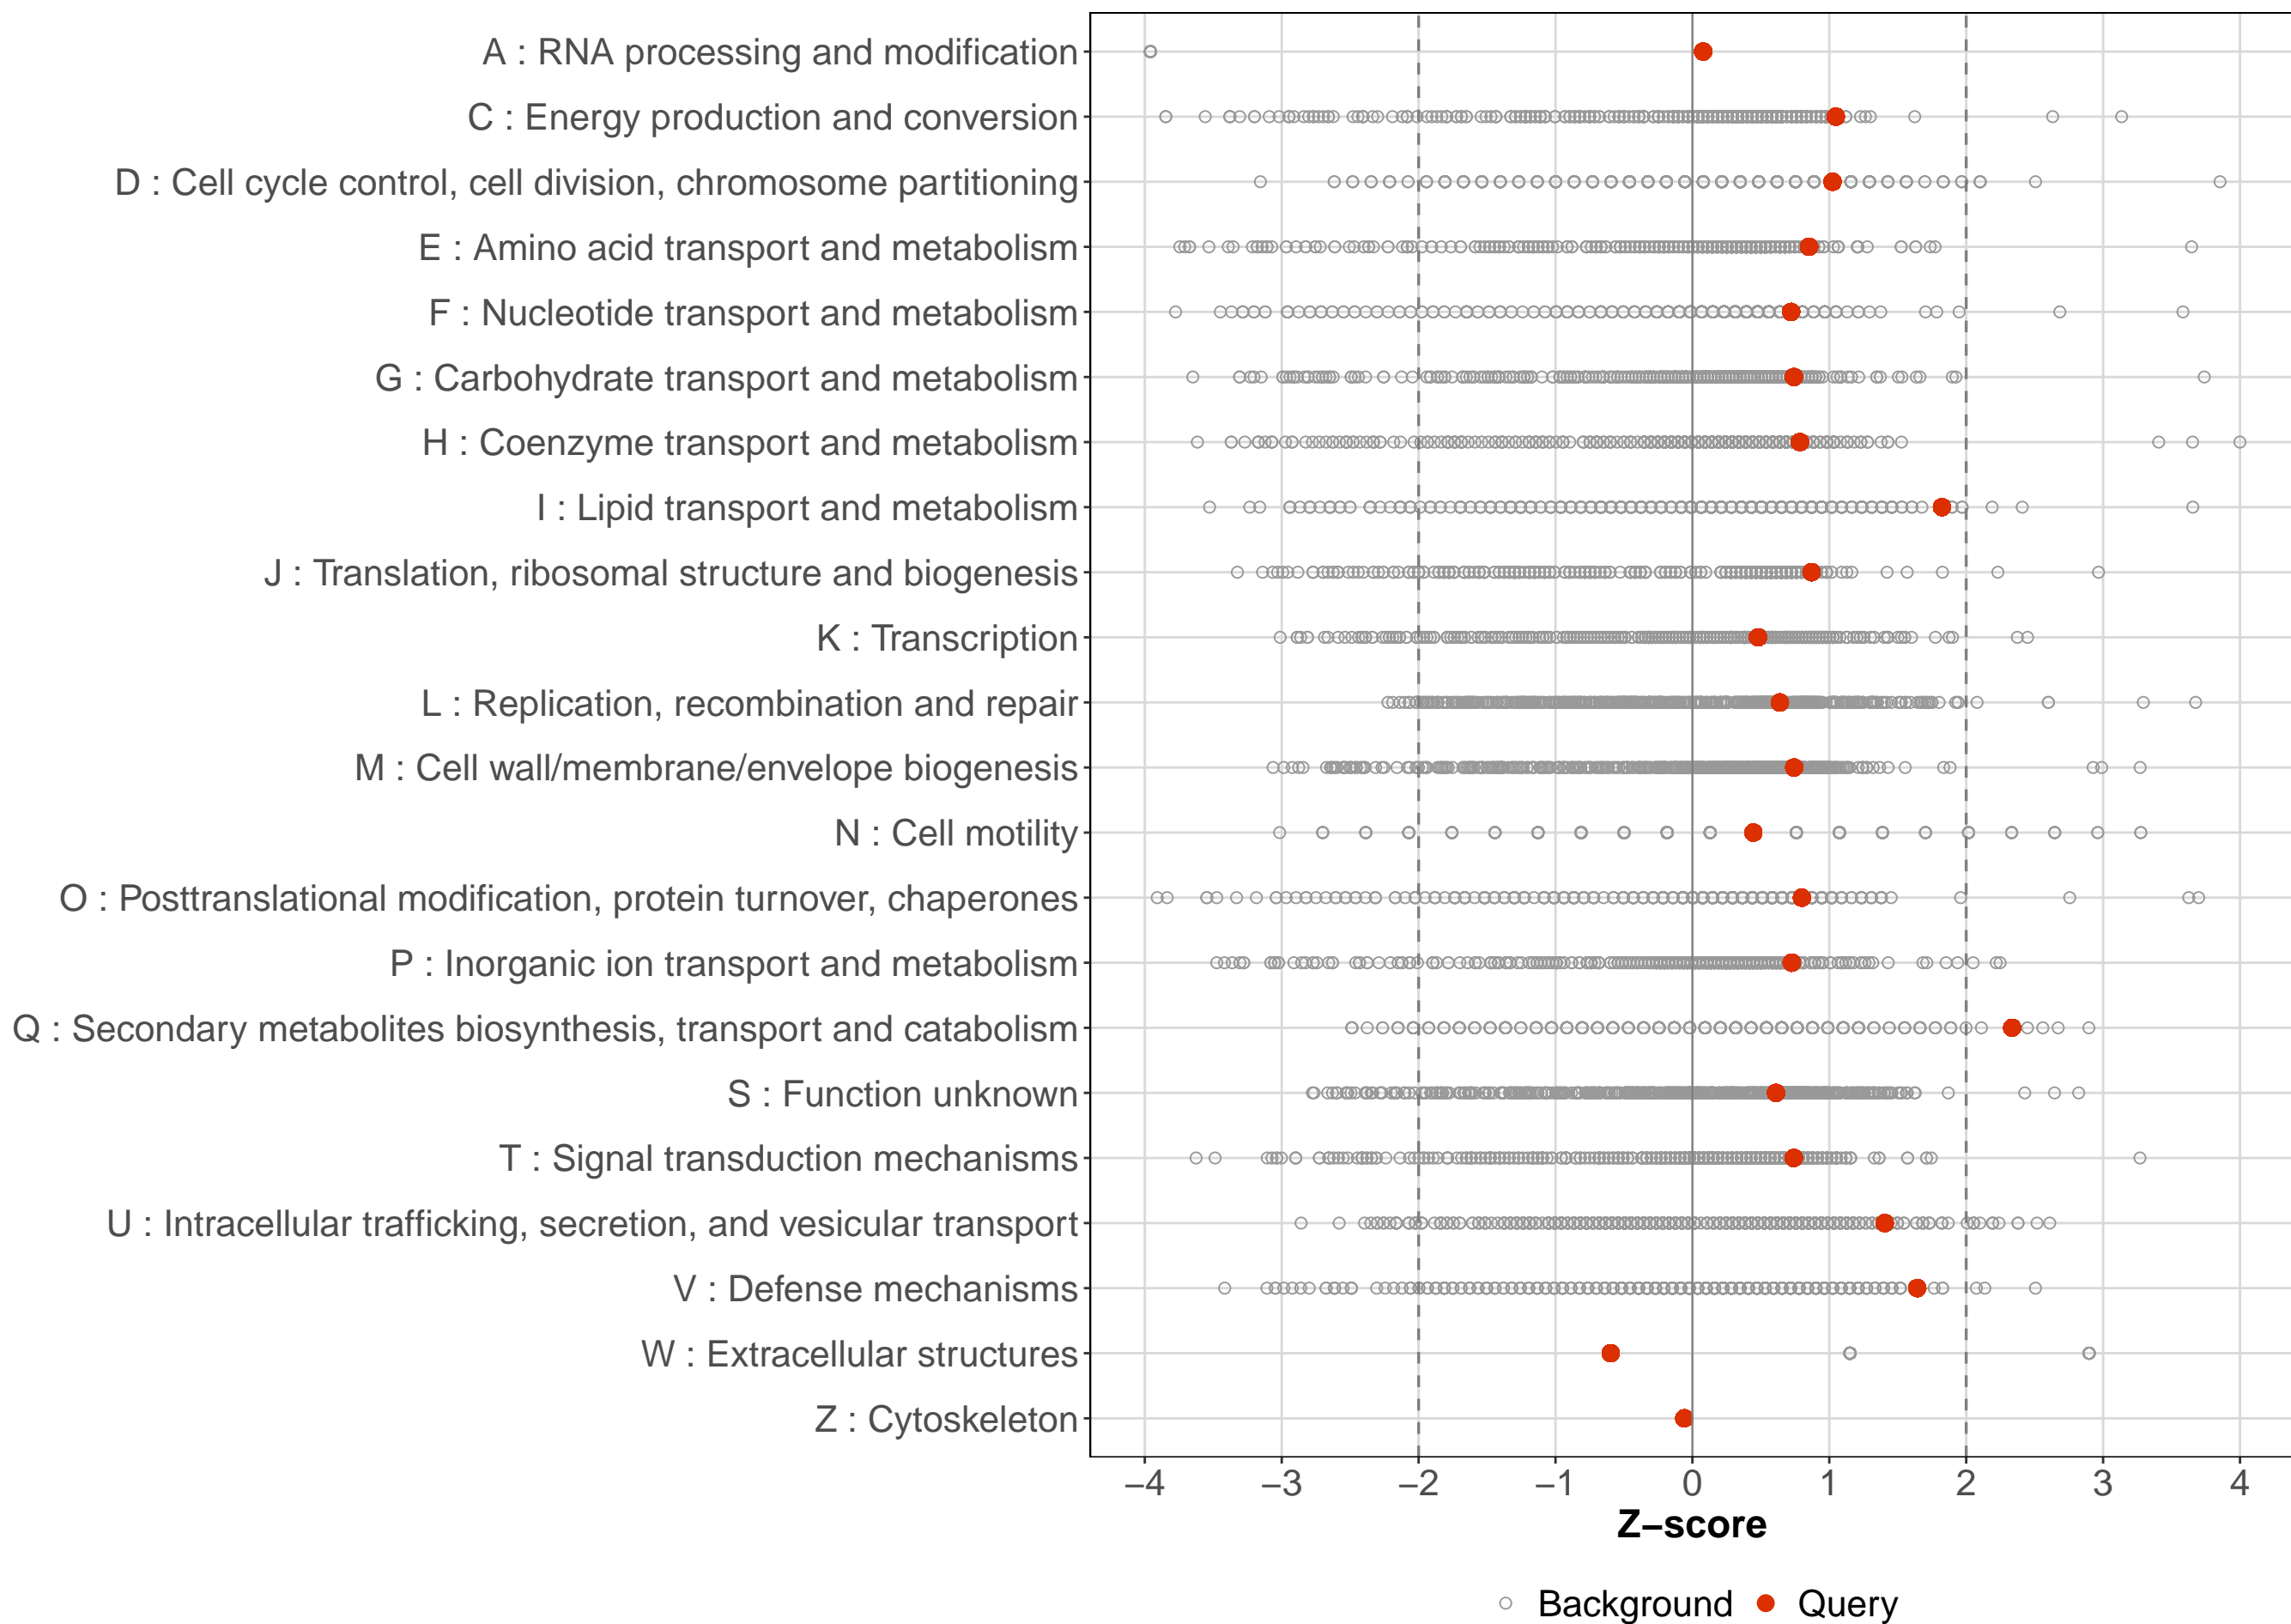 A : RNA processing and modification
C : Energy production and conversion
D : Cell cycle control, cell division, chromosome partitioning
E : Amino acid transport and metabolism
F : Nucleotide transport and metabolism
G : Carbohydrate transport and metabolism
H : Coenzyme transport and metabolism
I : Lipid transport and metabolism
J : Translation, ribosomal structure and biogenesis
K : Transcription
L : Replication, recombination and repair
M : Cell wall/membrane/envelope biogenesis
N : Cell motility
O : Posttranslational modification, protein turnover, chaperones
P : Inorganic ion transport and metabolism
Q : Secondary metabolites biosynthesis, transport and catabolism
S : Function unknown
T : Signal transduction mechanisms
U : Intracellular trafficking, secretion, and vesicular transport
V : Defense mechanisms
W : Extracellular structures
Z : Cytoskeleton
−4 −3 −2 −1 0 1 2 3 4
Z−score
Background Query